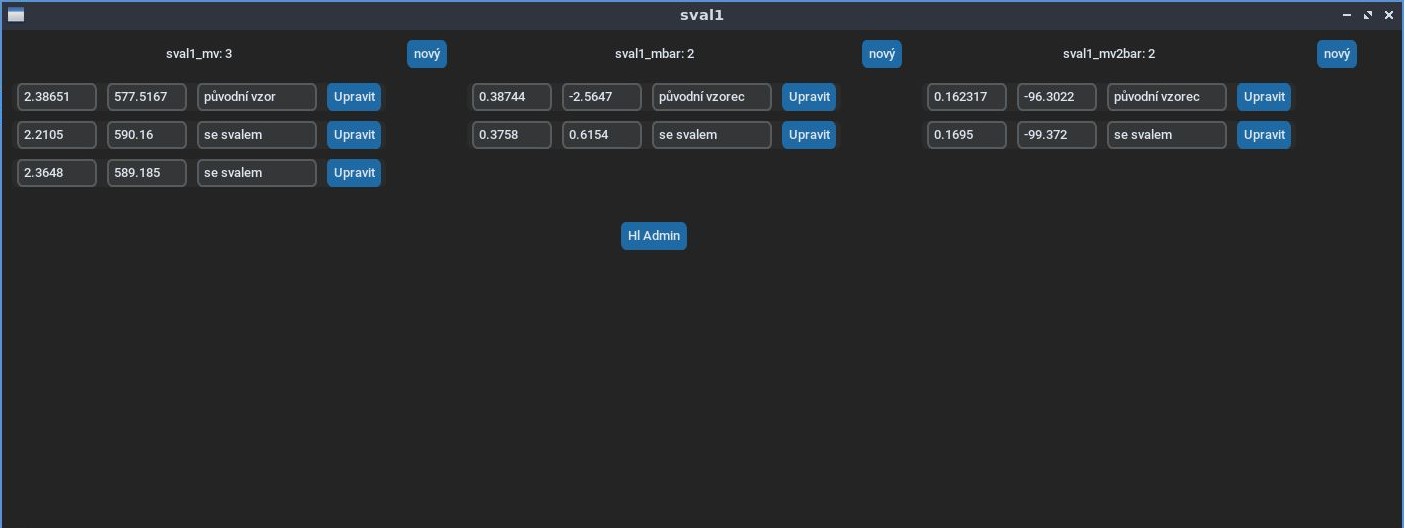 sval1
sval1_mv: 3 nový sval1_mbar: 2 nový sval1_mv2bar: 2 nový
2.38651 577.5167 původní vzor Upravit 0.38744 -2.5647 původní vzorec Upravit 0.162317 -96.3022 původní vzorec Upravit
2.2105 590.16 se svalem Upravit 0.3758 0.6154 se svalem Upravit 0.1695 -99.372 se svalem Upravit
2.3648 589.185 se svalem Upravit
Hl Admin